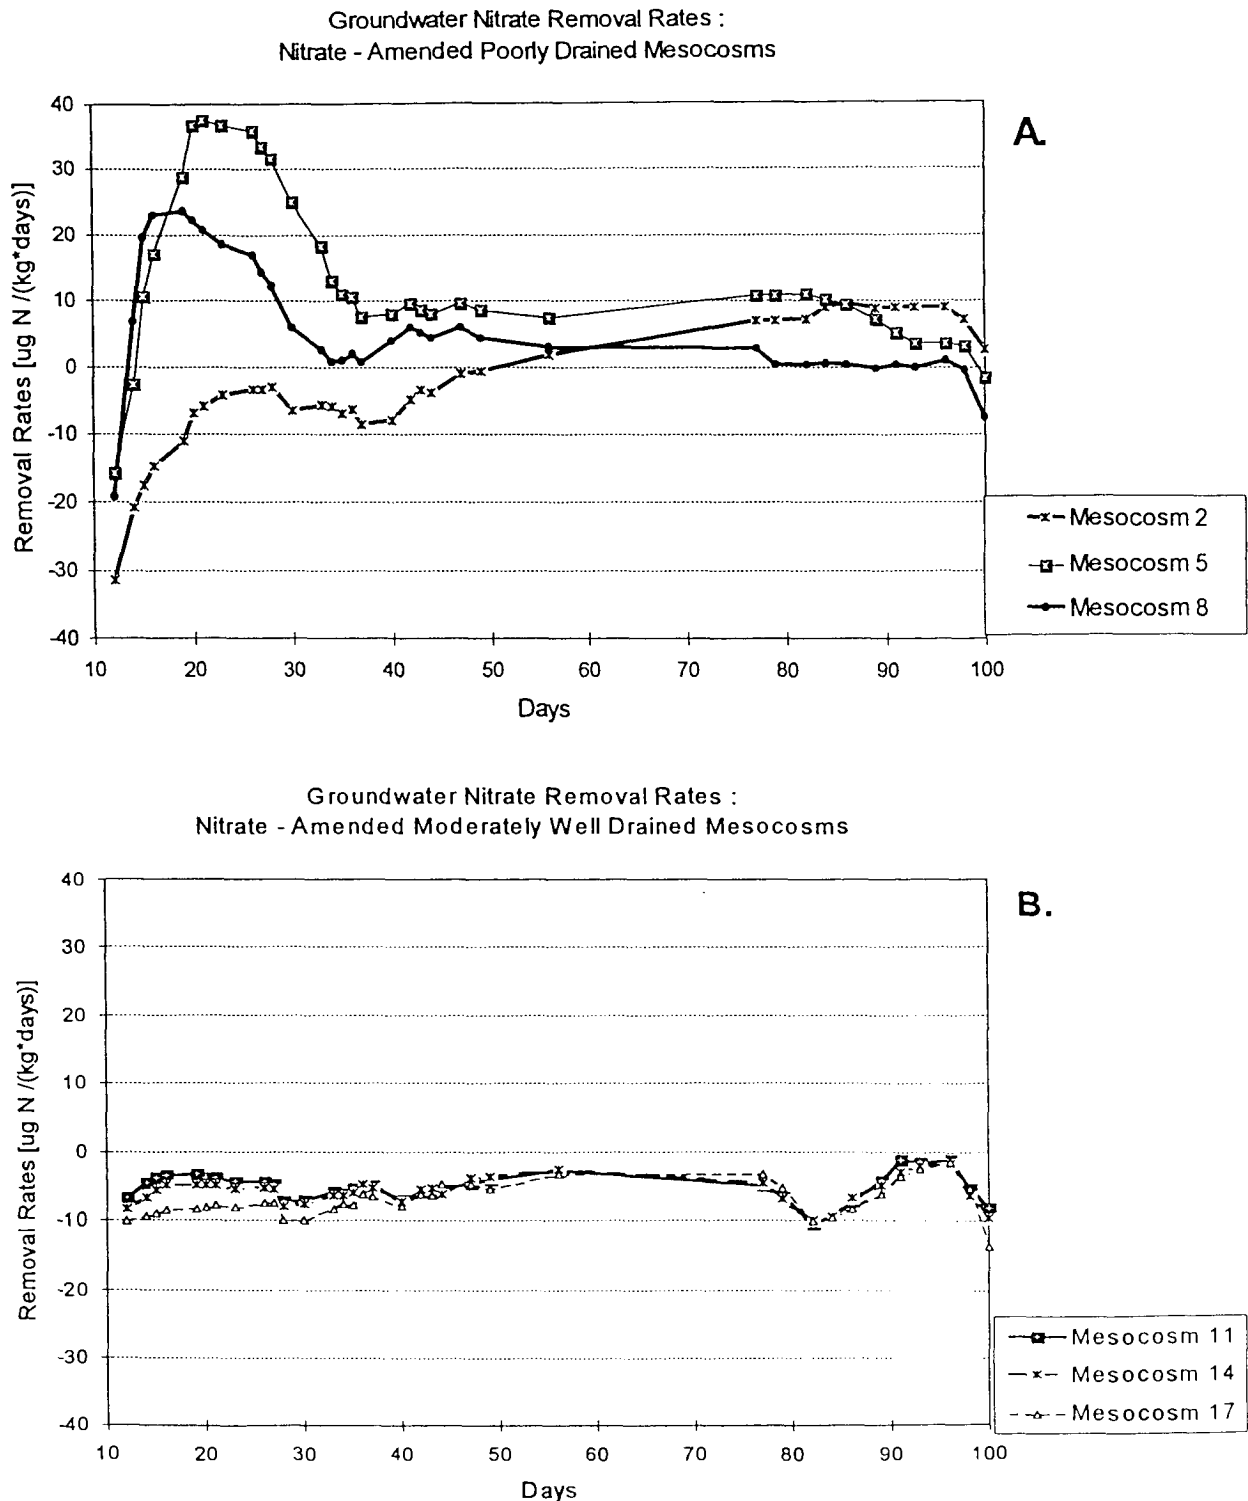 Groundwater Nitrate Removal Rates :
Nitrate - Amended Poorly Drained Mesocosms
A.
Removal Rates [ug N /(kg*days)]
40
30
20
10
0
-10
-20
-30
-40
10 20 30 40 50 60 70 80 90 100
Days
Mesocosm 2
Mesocosm 5
Mesocosm 8
Groundwater Nitrate Removal Rates :
Nitrate - Amended Moderately Well Drained Mesocosms
B.
Removal Rates [ug N /(kg*days)]
40
30
20
10
0
-10
-20
-30
-40
10 20 30 40 50 60 70 80 90 100
Days
Mesocosm 11
Mesocosm 14
Mesocosm 17